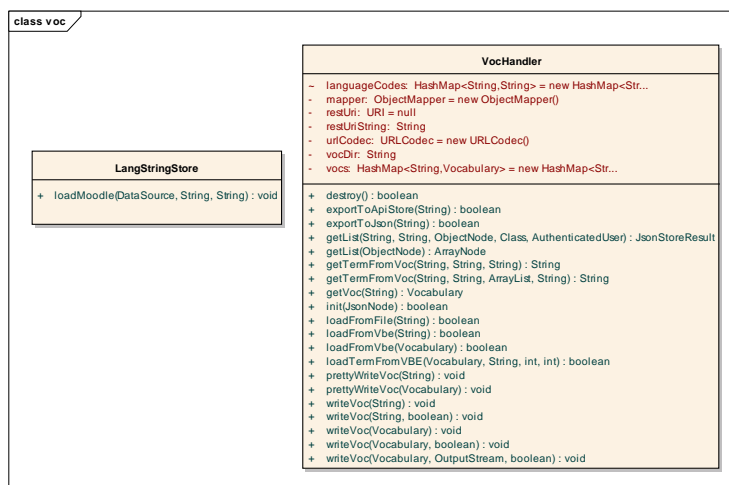 class voc
LangStringStore
+ loadMoodle(DataSource, String, String) : void
VocHandler
~ languageCodes: HashMap<String,String> = new HashMap<Str...
- mapper: ObjectMapper = new ObjectMapper()
- restUri: URI = null
- restUriString: String
- urlCodec: URLCodec = new URLCodec()
- vocDir: String
- vocs: HashMap<String,Vocabulary> = new HashMap<Str...
+ destroy() : boolean
+ exportToApiStore(String) : boolean
+ exportToJson(String) : boolean
+ getList(String, String, ObjectNode, Class, AuthenticatedUser) : JsonStoreResult
+ getList(ObjectNode) : ArrayNode
+ getTermFromVoc(String, String, String) : String
+ getTermFromVoc(String, String, ArrayList, String) : String
+ getVoc(String) : Vocabulary
+ init(JsonNode) : boolean
+ loadFromFile(String) : boolean
+ loadFromVbe(String) : boolean
+ loadFromVbe(Vocabulary) : boolean
+ loadTermFromVBE(Vocabulary, String, int, int) : boolean
+ prettyWriteVoc(String) : void
+ prettyWriteVoc(Vocabulary) : void
+ writeVoc(String) : void
+ writeVoc(String, boolean) : void
+ writeVoc(Vocabulary) : void
+ writeVoc(Vocabulary, boolean) : void
+ writeVoc(Vocabulary, OutputStream, boolean) : void